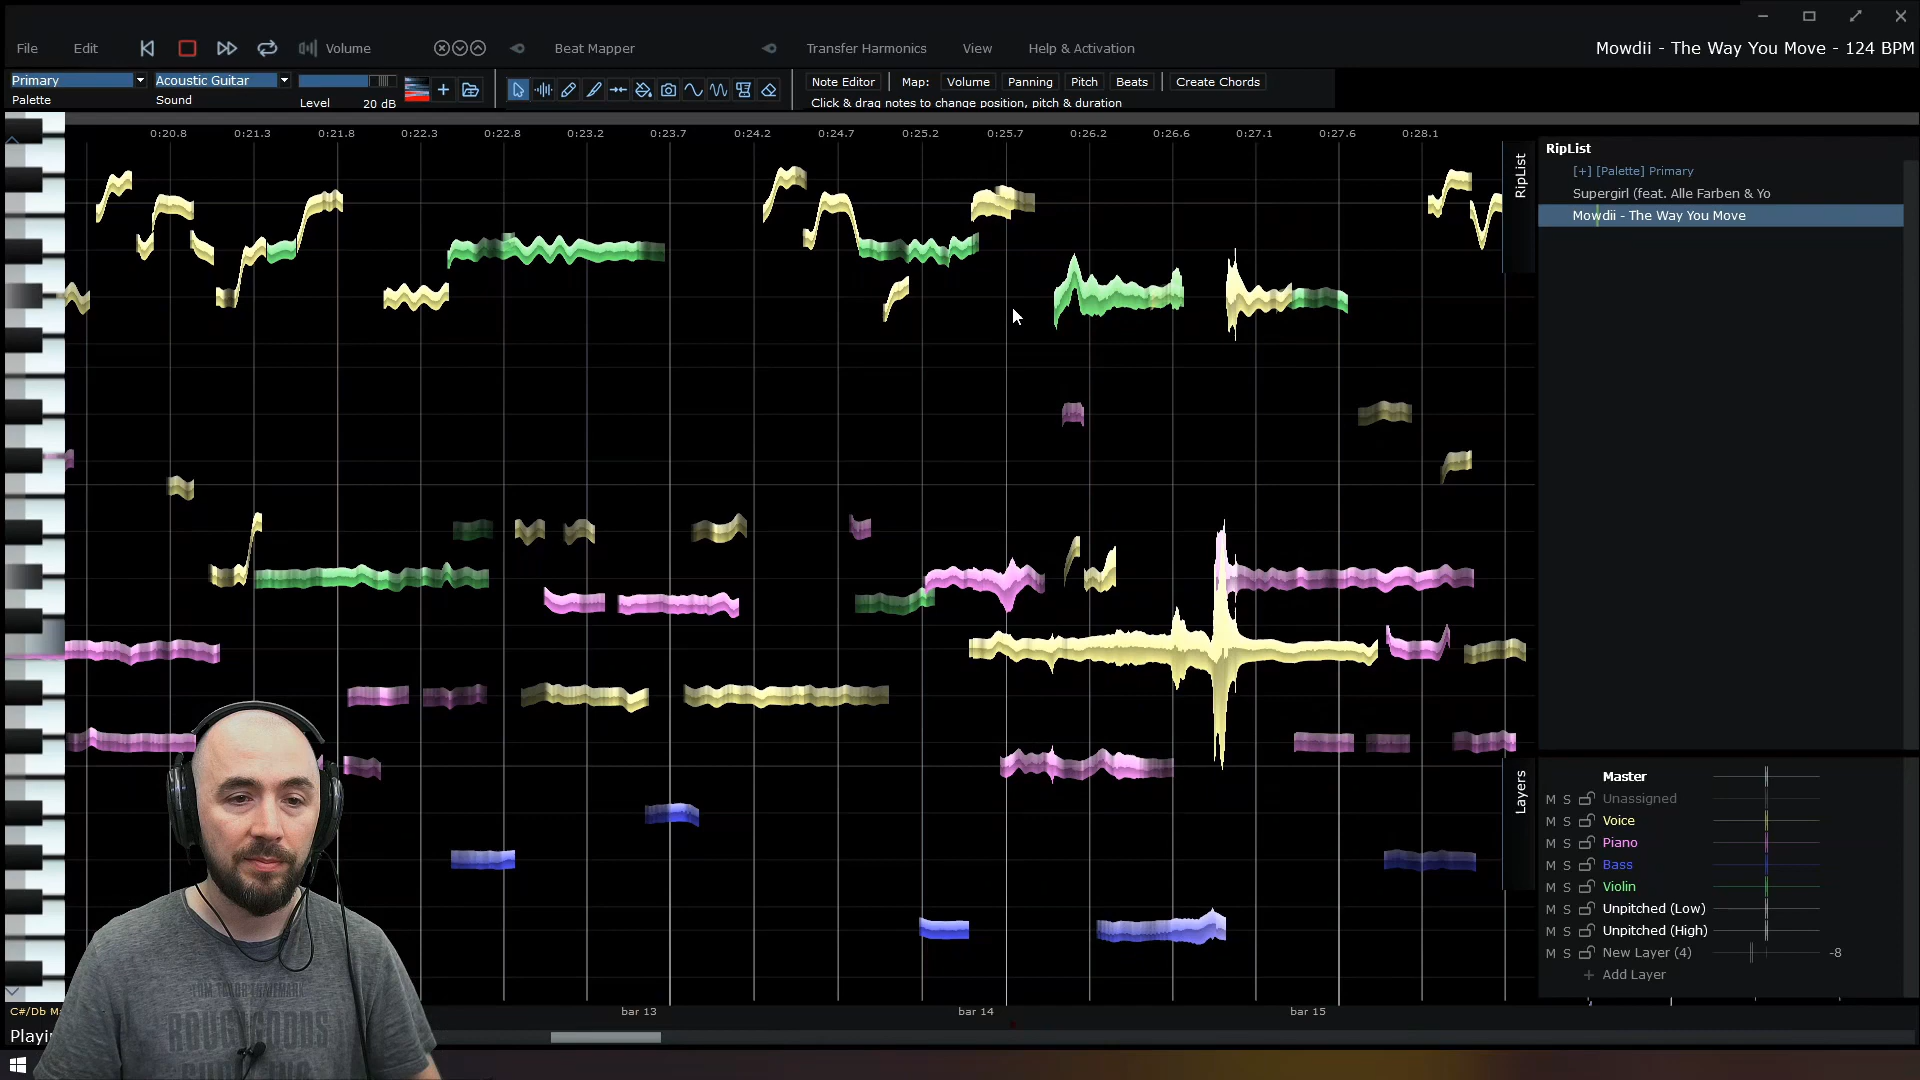 File Edit Volume Beat Mapper Transfer Harmonics View Help & Activation
Mowdii - The Way You Move - 124 BPM
Primary Acoustic Guitar
Palette Sound Level 20 dB
Note Editor Map: Volume Panning Pitch Beats Create Chords
Click & drag notes to change position, pitch & duration
0:20.8 0:21.3 0:21.8 0:22.3 0:22.8 0:23.2 0:23.7 0:24.2 0:24.7 0:25.2 0:25.7 0:26.2 0:26.6 0:27.1 0:27.6 0:28.1
RipList
RipList
[+] [Palette] Primary
Supergirl (feat. Alle Farben & Yo
Mowdii - The Way You Move
Layers
Master
M S Unassigned
M S Voice
M S Piano
M S Bass
M S Violin
M S Unpitched (Low)
M S Unpitched (High)
M S New Layer (4) -8
+ Add Layer
C#/Db Ma
bar 13 bar 14 bar 15
Playin